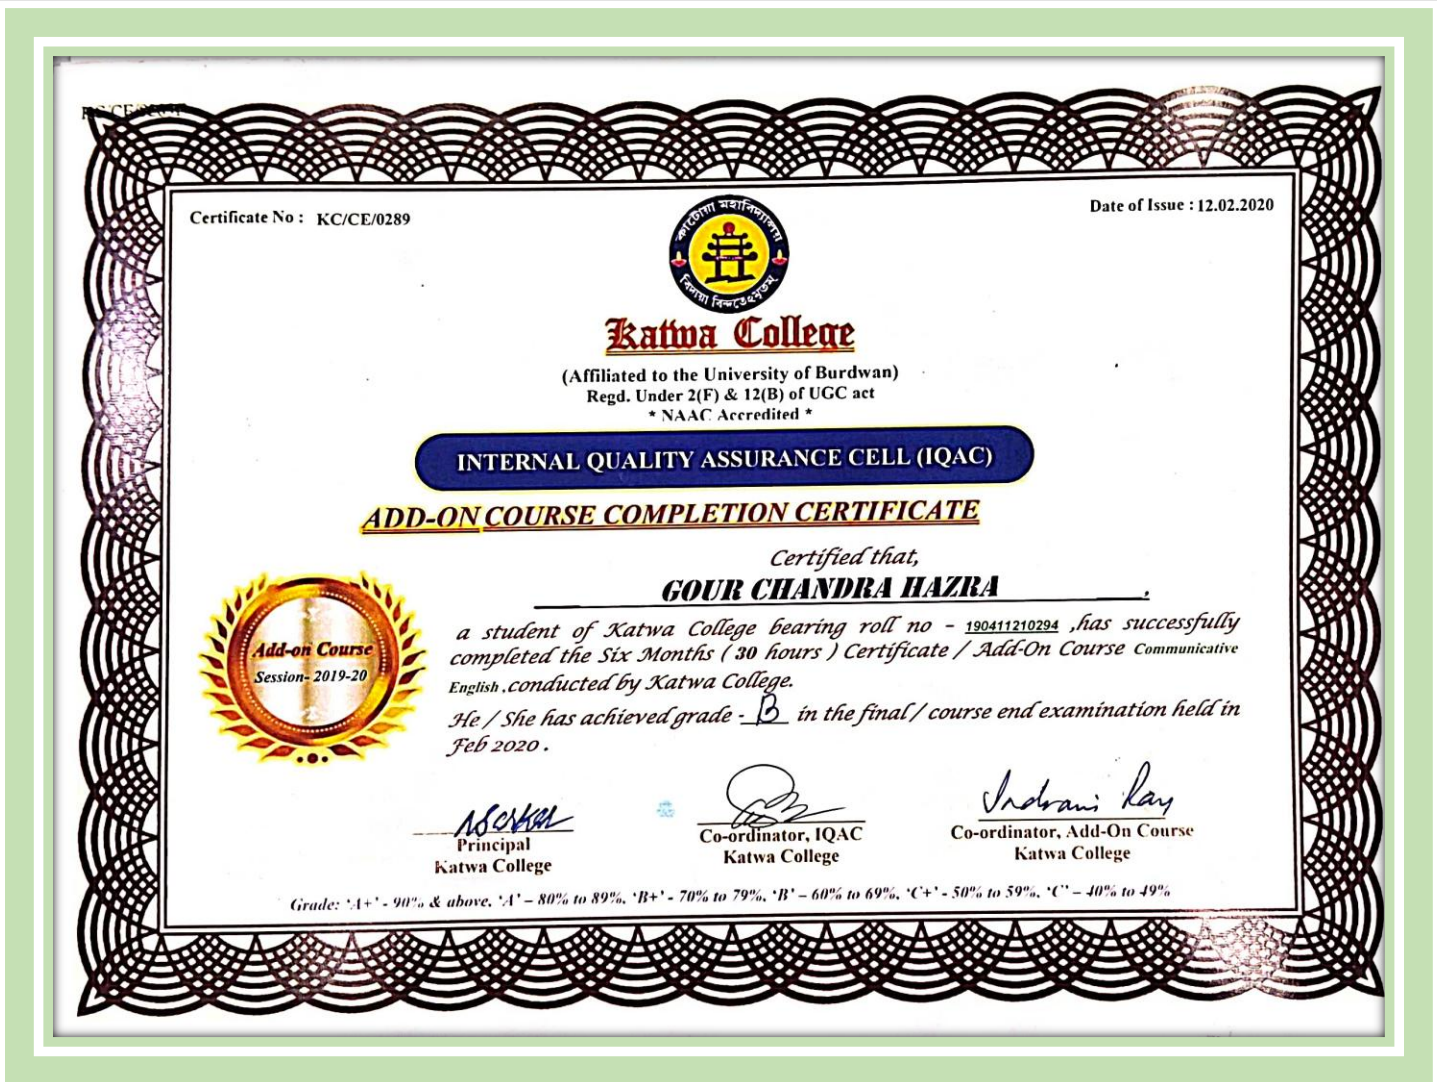 Certificate No : KC/CE/0289
Date of Issue : 12.02.2020
কাটোয়া মহাবিদ্যালয়
বিদ্যয়া বিন্দতেহমৃতম্
Katwa College
(Affiliated to the University of Burdwan)
Regd. Under 2(F) & 12(B) of UGC act
* NAAC Accredited *
INTERNAL QUALITY ASSURANCE CELL (IQAC)
ADD-ON COURSE COMPLETION CERTIFICATE
Certified that,
GOUR CHANDRA HAZRA .
a student of Katwa College bearing roll no - 190411210294 ,has successfully
completed the Six Months ( 30 hours ) Certificate / Add-On Course Communicative
English ,conducted by Katwa College.
He / She has achieved grade - B in the final / course end examination held in
Feb 2020 .
Add-on Course
Session- 2019-20
Indrani Ray
Principal
Katwa College
Co-ordinator, IQAC
Katwa College
Co-ordinator, Add-On Course
Katwa College
Grade: 'A+' - 90% & above, 'A' – 80% to 89%, 'B+' - 70% to 79%, 'B' – 60% to 69%, 'C+' - 50% to 59%, 'C' – 40% to 49%